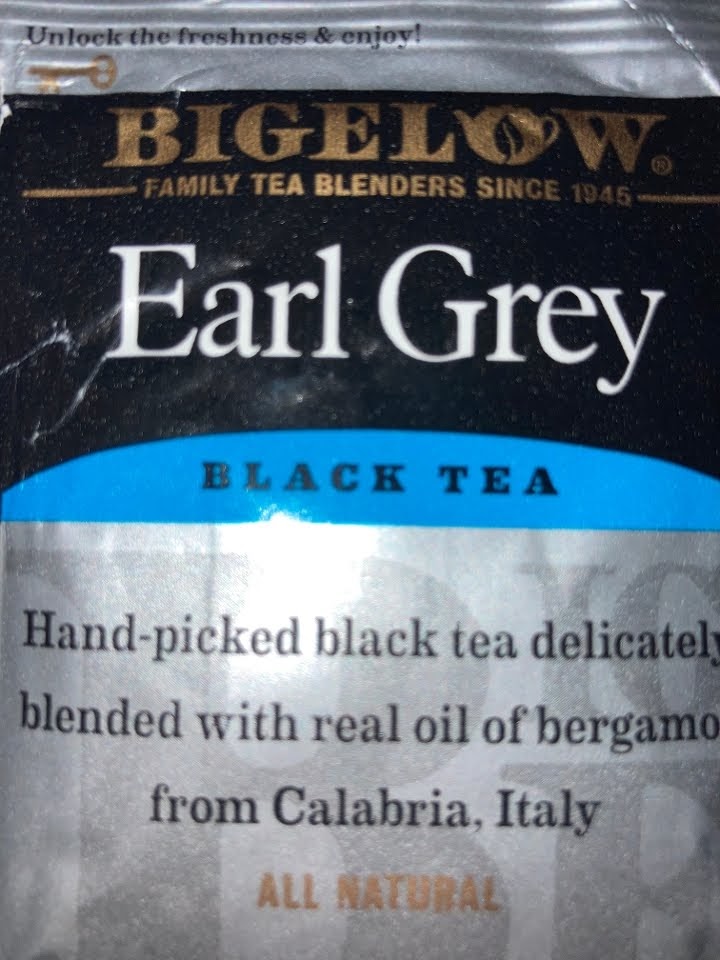 Unlock the freshness & enjoy!
BIGELOW®
FAMILY TEA BLENDERS SINCE 1945
Earl Grey
BLACK TEA
Hand-picked black tea delicately
blended with real oil of bergamo
from Calabria, Italy
ALL NATURAL